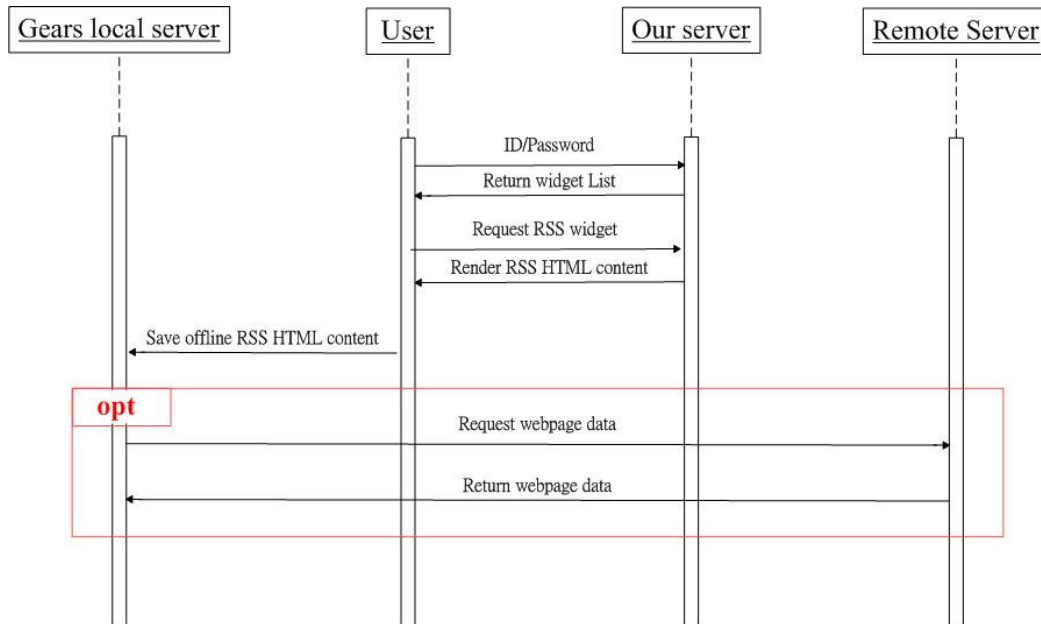 Gears local server
User
Our server
Remote Server
ID/Password
Return widget List
Request RSS widget
Render RSS HTML content
Save offline RSS HTML content
opt
Request webpage data
Return webpage data